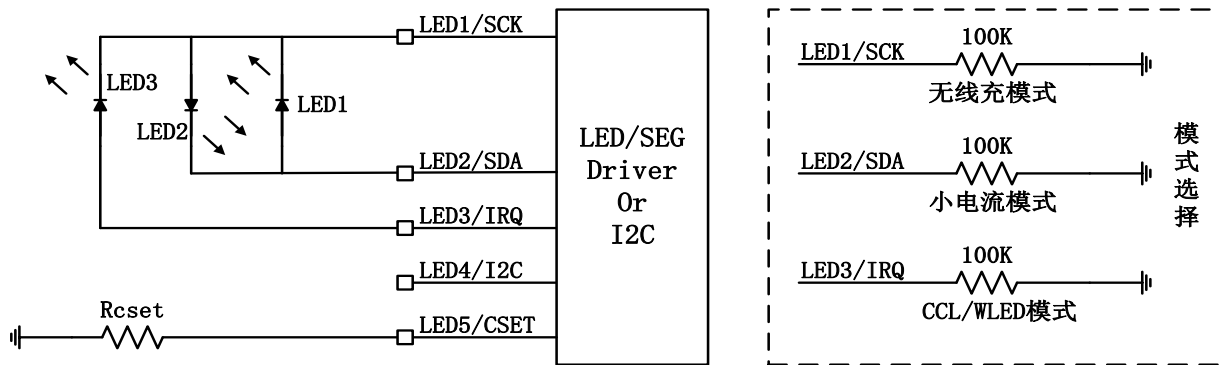 LED1/SCK
LED3
LED2
LED1
LED2/SDA
LED3/IRQ
LED4/I2C
Rcset
LED5/CSET
LED/SEG
Driver
Or
I2C
LED1/SCK
100K
无线充模式
LED2/SDA
100K
小电流模式
LED3/IRQ
100K
CCL/WLED模式
模
式
选
择